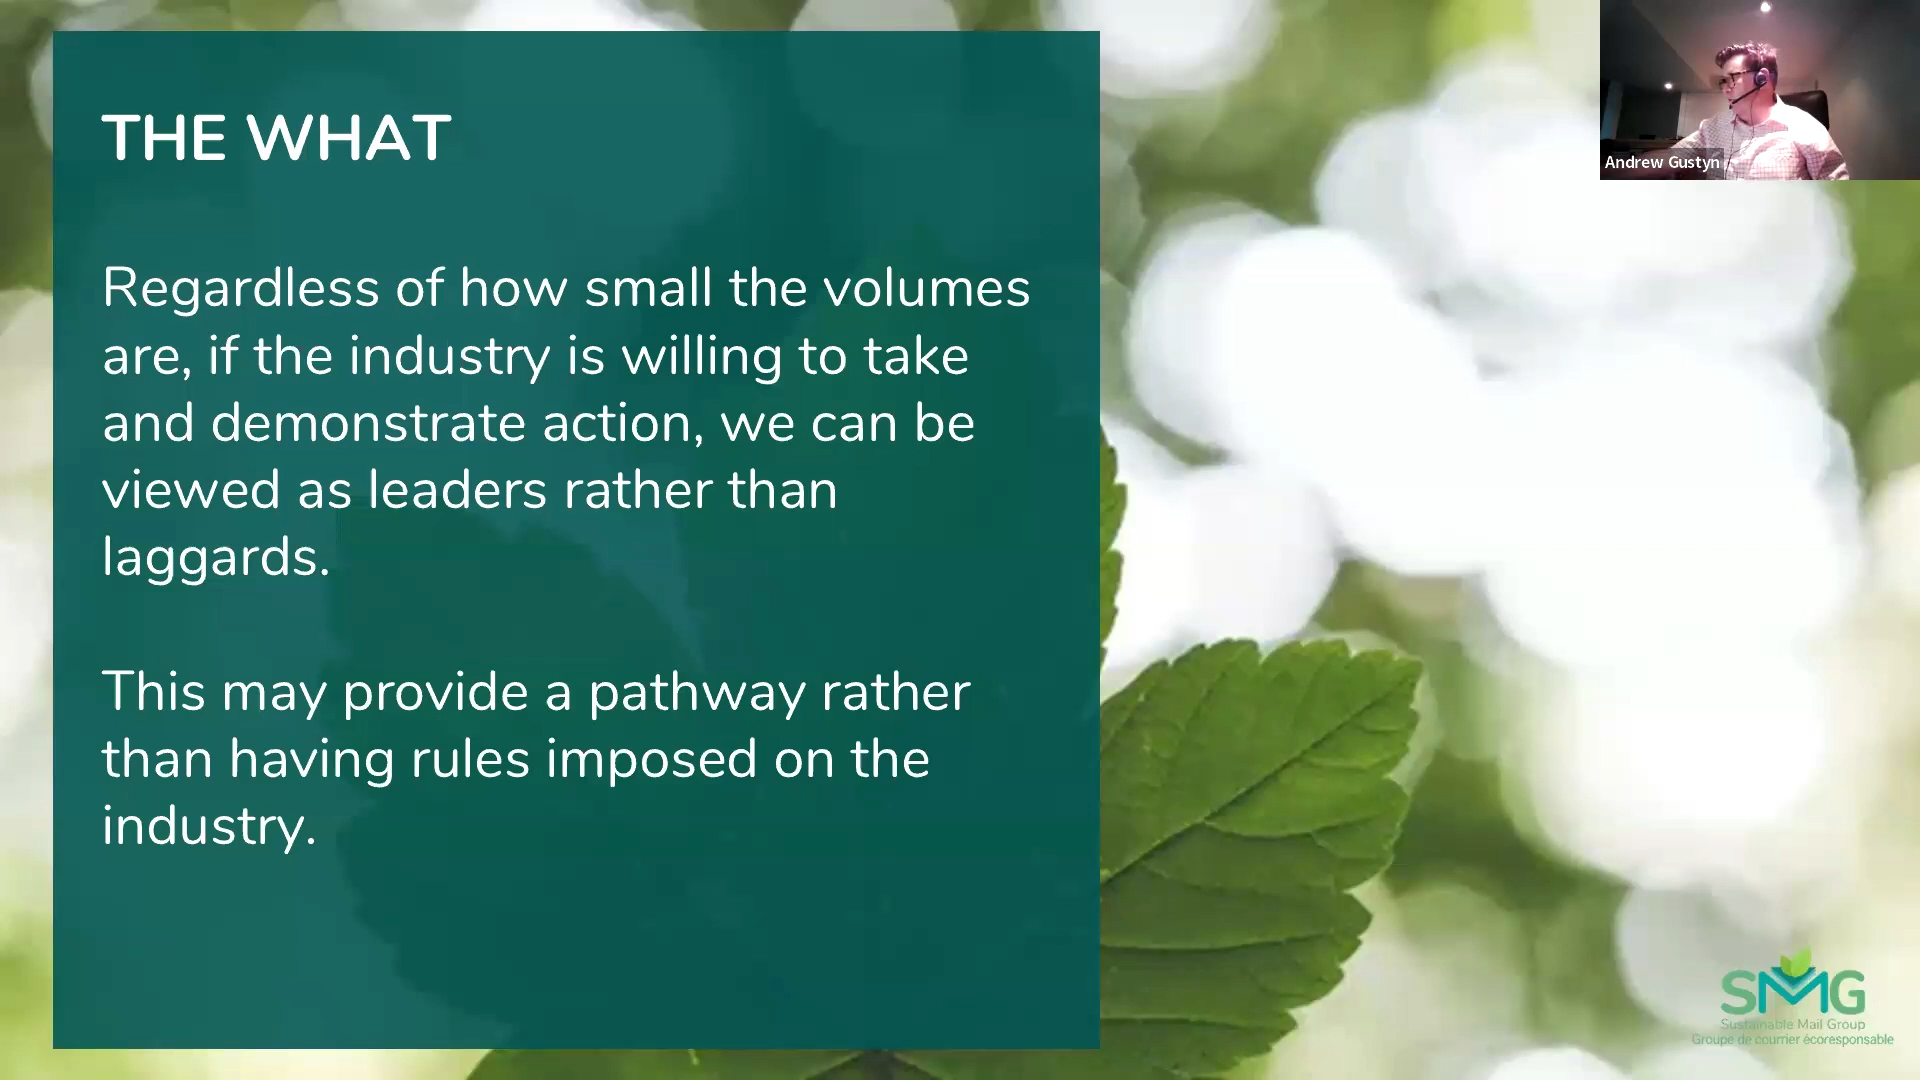 THE WHAT
Regardless of how small the volumes
are, if the industry is willing to take
and demonstrate action, we can be
viewed as leaders rather than
laggards.
This may provide a pathway rather
than having rules imposed on the
industry.
Andrew Gustyn
SMG
Sustainable Mail Group
Groupe de courrier écoresponsable